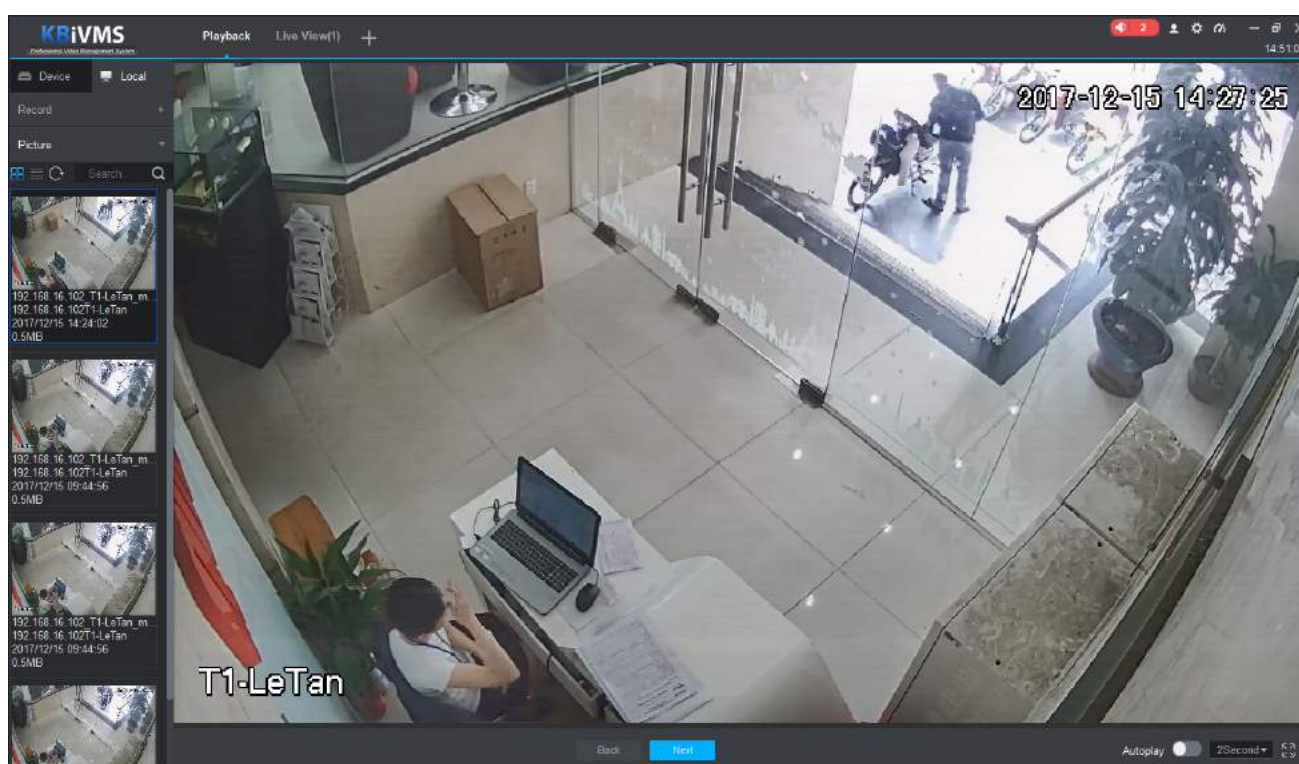 KBiVMS
Professional Video Management System
Playback
Live View(1)
2
14:51:0
Device
Local
Record
Picture
Search...
192.168.16.102_T1-LeTan_m...
192.168.16.102T1-LeTan
2017/12/15 14:24:02
0.5MB
192.168.16.102_T1-LeTan_m...
192.168.16.102T1-LeTan
2017/12/15 09:44:56
0.5MB
192.168.16.102_T1-LeTan_m...
192.168.16.102T1-LeTan
2017/12/15 09:44:56
0.5MB
2017-12-15 14:27:25
T1-LeTan
Back
Next
Autoplay
2Second